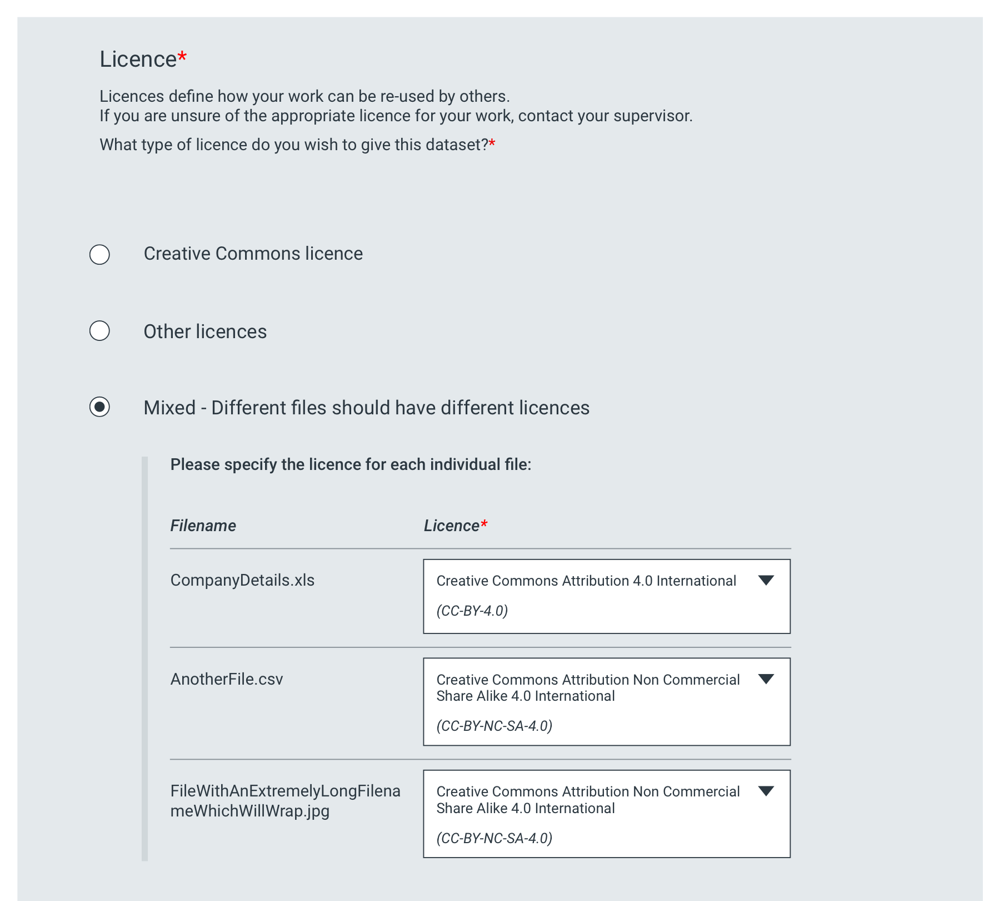 Licence*
Licences define how your work can be re-used by others.
If you are unsure of the appropriate licence for your work, contact your supervisor.
What type of licence do you wish to give this dataset?*
Creative Commons licence
Other licences
Mixed - Different files should have different licences
Please specify the licence for each individual file:
Filename Licence*
CompanyDetails.xls Creative Commons Attribution 4.0 International
(CC-BY-4.0)
AnotherFile.csv Creative Commons Attribution Non Commercial
Share Alike 4.0 International
(CC-BY-NC-SA-4.0)
FileWithAnExtremelyLongFilena Creative Commons Attribution Non Commercial
meWhichWillWrap.jpg Share Alike 4.0 International
(CC-BY-NC-SA-4.0)